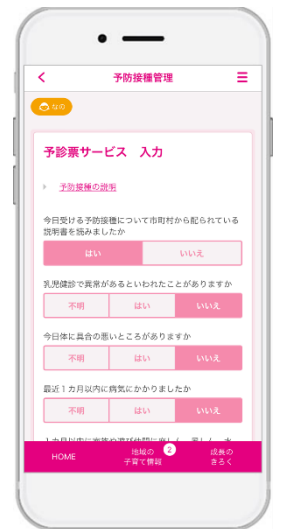 予防接種管理
なの
予診票サービス 入力
予防接種の説明
今日受ける予防接種について市町村から配られている
説明書を読みましたか
はい いいえ
乳児健診で異常があるといわれたことがありますか
不明 はい いいえ
今日体に具合の悪いところがありますか
不明 はい いいえ
最近1カ月以内に病気にかかりましたか
不明 はい いいえ
HOME 地域の 2 成長の
子育て情報 きろく